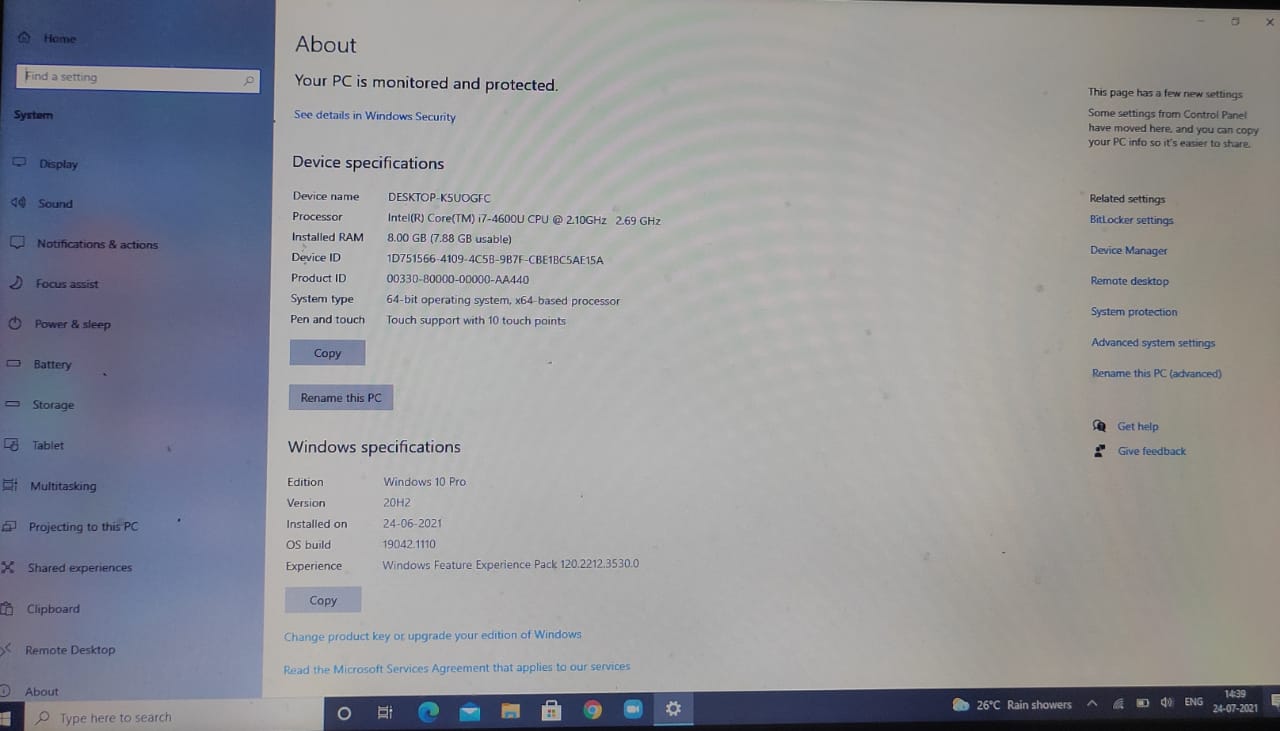 Home
Find a setting
System
Display
Sound
Notifications & actions
Focus assist
Power & sleep
Battery
Storage
Tablet
Multitasking
Projecting to this PC
Shared experiences
Clipboard
Remote Desktop
About
About
Your PC is monitored and protected.
See details in Windows Security
Device specifications
Device name DESKTOP-K5UOGFC
Processor Intel(R) Core(TM) i7-4600U CPU @ 2.10GHz 2.69 GHz
Installed RAM 8.00 GB (7.88 GB usable)
Device ID 1D751566-4109-4C5B-9B7F-CBE1BC5AE15A
Product ID 00330-80000-00000-AA440
System type 64-bit operating system, x64-based processor
Pen and touch Touch support with 10 touch points
Copy
Rename this PC
Windows specifications
Edition Windows 10 Pro
Version 20H2
Installed on 24-06-2021
OS build 19042.1110
Experience Windows Feature Experience Pack 120.2212.3530.0
Copy
Change product key or upgrade your edition of Windows
Read the Microsoft Services Agreement that applies to our services
This page has a few new settings
Some settings from Control Panel
have moved here, and you can copy
your PC info so it's easier to share.
Related settings
BitLocker settings
Device Manager
Remote desktop
System protection
Advanced system settings
Rename this PC (advanced)
Get help
Give feedback
Type here to search
26°C Rain showers
ENG
14:39
24-07-2021